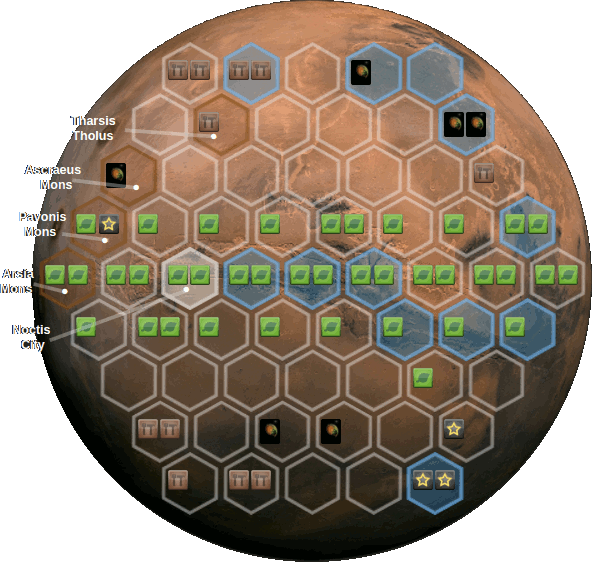 Tharsis
Tholus
Ascraeus
Mons
Pavonis
Mons
Arsia
Mons
Noctis
City